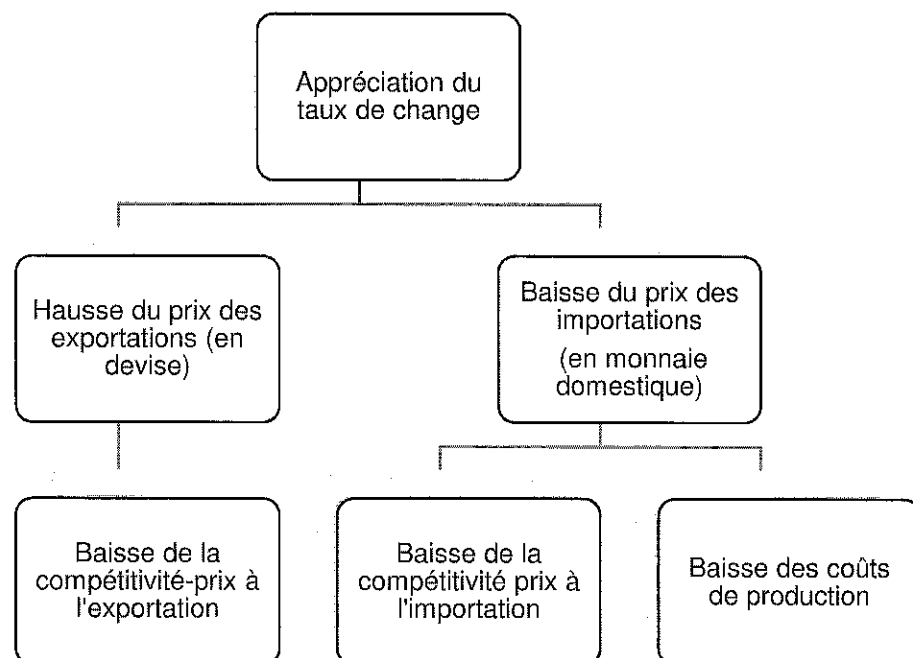 Appréciation du
taux de change
Hausse du prix des
exportations (en
devise)
Baisse du prix des
importations
(en monnaie
domestique)
Baisse de la
compétitivité-prix à
l'exportation
Baisse de la
compétitivité prix à
l'importation
Baisse des coûts
de production